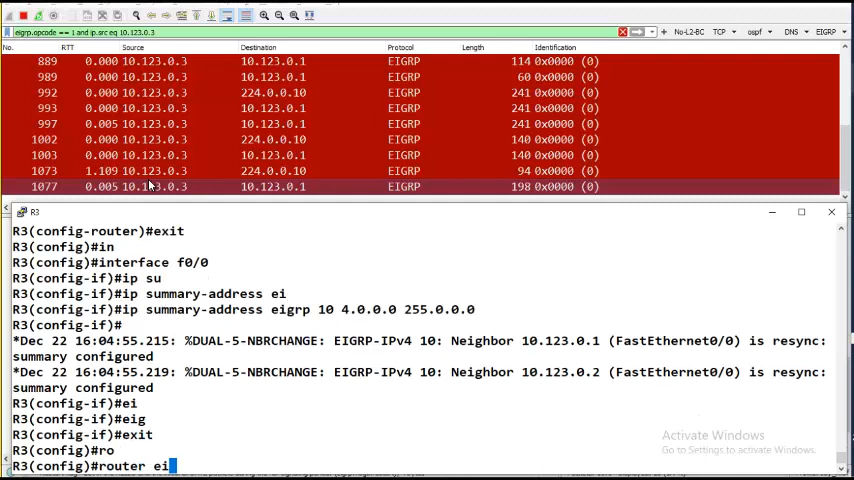 eigrp.opcode == 1 and ip.src eq 10.123.0.3 No-L2-BC TCP ospf DNS EIGRP
No. RTT Source Destination Protocol Length Identification
889 0.000 10.123.0.3 10.123.0.1 EIGRP 114 0x0000 (0)
989 0.000 10.123.0.3 10.123.0.1 EIGRP 60 0x0000 (0)
992 0.000 10.123.0.3 224.0.0.10 EIGRP 241 0x0000 (0)
993 0.000 10.123.0.3 10.123.0.1 EIGRP 241 0x0000 (0)
997 0.005 10.123.0.3 10.123.0.1 EIGRP 241 0x0000 (0)
1002 0.000 10.123.0.3 224.0.0.10 EIGRP 140 0x0000 (0)
1003 0.000 10.123.0.3 10.123.0.1 EIGRP 140 0x0000 (0)
1073 1.109 10.123.0.3 224.0.0.10 EIGRP 94 0x0000 (0)
1077 0.005 10.123.0.3 10.123.0.1 EIGRP 198 0x0000 (0)
R3
R3(config-router)#exit
R3(config)#in
R3(config)#interface f0/0
R3(config-if)#ip su
R3(config-if)#ip summary-address ei
R3(config-if)#ip summary-address eigrp 10 4.0.0.0 255.0.0.0
R3(config-if)#
*Dec 22 16:04:55.215: %DUAL-5-NBRCHANGE: EIGRP-IPv4 10: Neighbor 10.123.0.1 (FastEthernet0/0) is resync:
summary configured
*Dec 22 16:04:55.219: %DUAL-5-NBRCHANGE: EIGRP-IPv4 10: Neighbor 10.123.0.2 (FastEthernet0/0) is resync:
summary configured
R3(config-if)#ei
R3(config-if)#eig
R3(config-if)#exit
R3(config)#ro
R3(config)#router ei
Activate Windows
Go to Settings to activate Windows.